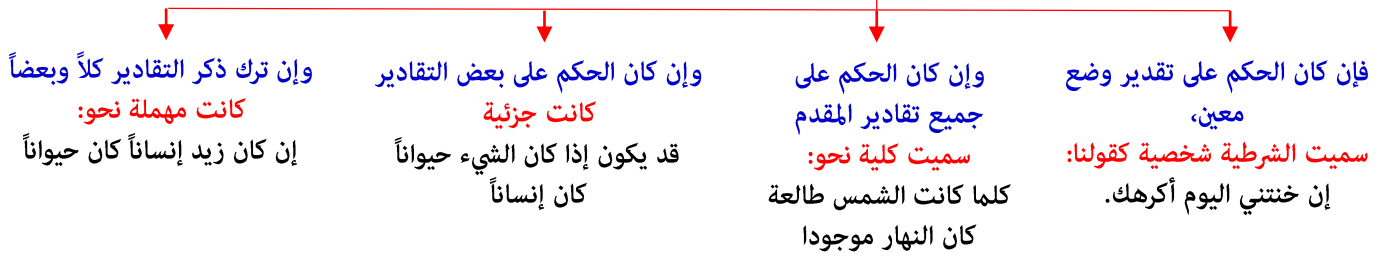 فإن كان الحكم على تقدير وضع
معين،
سميت الشرطية شخصية كقولنا:
إن خنتني اليوم أكرهك.
وإن كان الحكم على
جميع تقادير المقدم
سميت كلية نحو:
كلما كانت الشمس طالعة
كان النهار موجودا
وإن كان الحكم على بعض التقادير
كانت جزئية
قد يكون إذا كان الشيء حيواناً
كان إنساناً
وإن ترك ذكر التقادير كلاً وبعضاً
كانت مهملة نحو:
إن كان زيد إنساناً كان حيواناً